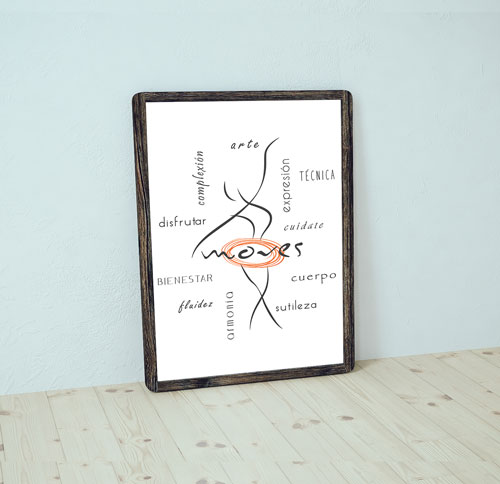 arte
complexión
expresión
TÉCNICA
disfrutar
cuídate
moves
BIENESTAR
cuerpo
fluidez
armonía
sutileza